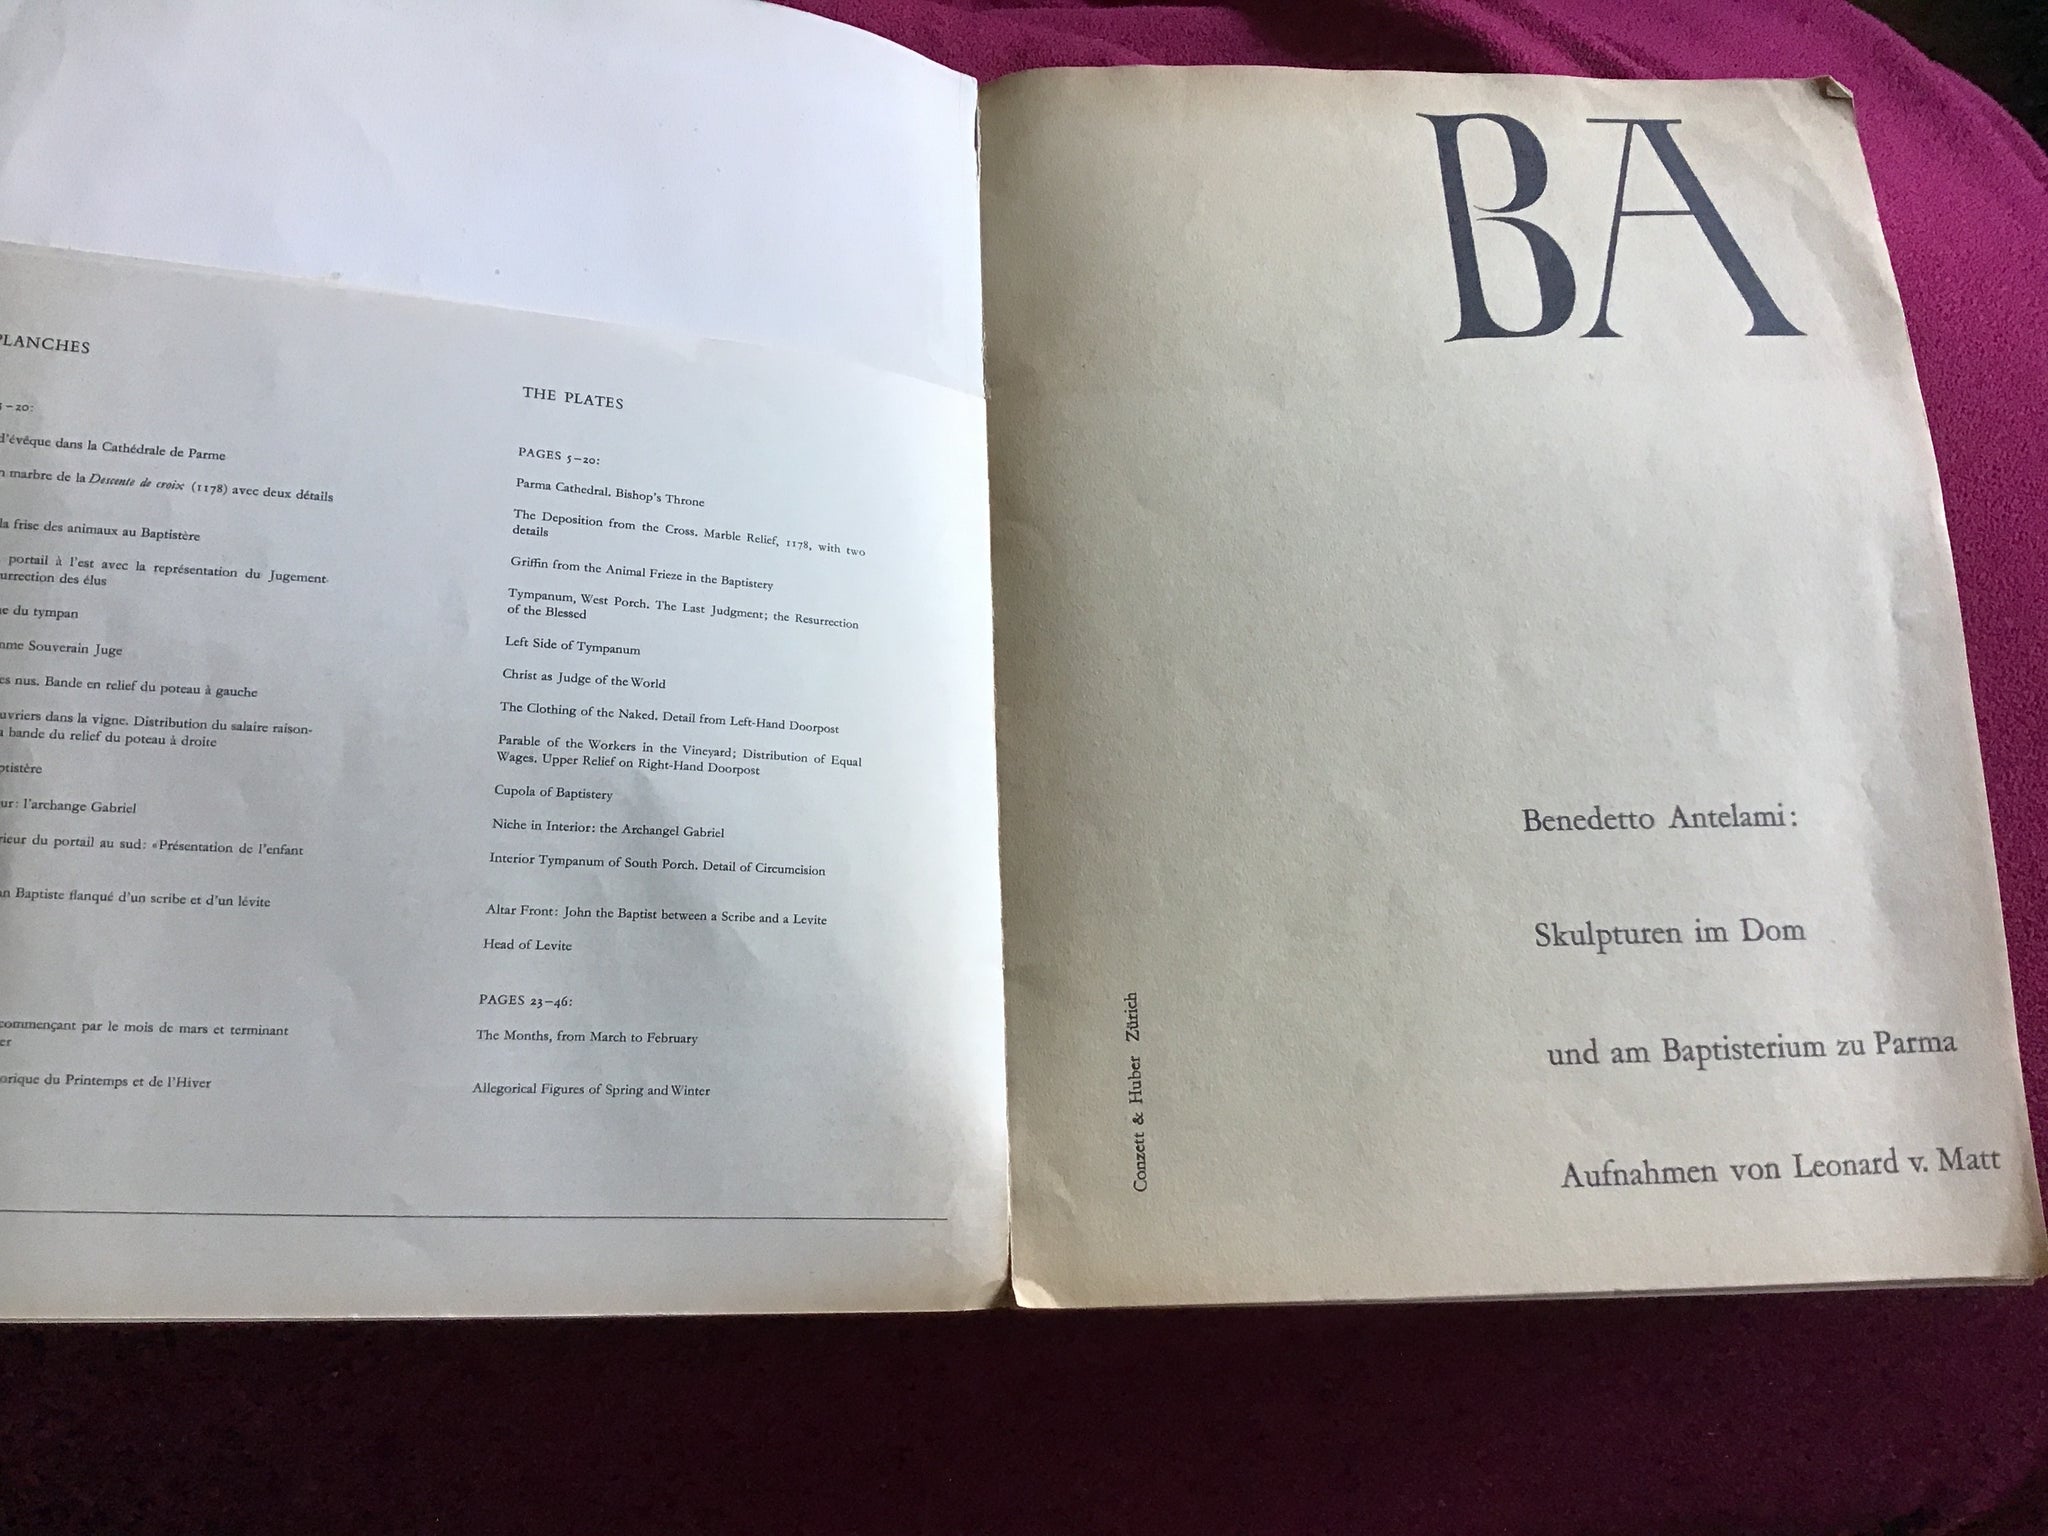 PLANCHES
5–20:
d'évêque dans la Cathédrale de Parme
marbre de la Descente de croix (1178) avec deux détails
la frise des animaux au Baptistère
portail à l'est avec la représentation du Jugement-
urrection des élus
du tympan
Souverain Juge
nus. Bande en relief du poteau à gauche
uvriers dans la vigne. Distribution du salaire raison-
bande du relief du poteau à droite
ptistère
ur: l'archange Gabriel
rieur du portail au sud: «Présentation de l'enfant
Baptiste flanqué d'un scribe et d'un lévite
commençant par le mois de mars et terminant
er
orique du Printemps et de l'Hiver
THE PLATES
PAGES 5–20:
Parma Cathedral. Bishop's Throne
The Deposition from the Cross. Marble Relief, 1178, with two
details
Griffin from the Animal Frieze in the Baptistery
Tympanum, West Porch. The Last Judgment; the Resurrection
of the Blessed
Left Side of Tympanum
Christ as Judge of the World
The Clothing of the Naked. Detail from Left-Hand Doorpost
Parable of the Workers in the Vineyard; Distribution of Equal
Wages. Upper Relief on Right-Hand Doorpost
Cupola of Baptistery
Niche in Interior: the Archangel Gabriel
Interior Tympanum of South Porch. Detail of Circumcision
Altar Front: John the Baptist between a Scribe and a Levite
Head of Levite
PAGES 23–46:
The Months, from March to February
Allegorical Figures of Spring and Winter
BA
Benedetto Antelami:
Skulpturen im Dom
und am Baptisterium zu Parma
Aufnahmen von Leonard v. Matt
Conzett & Huber Zürich